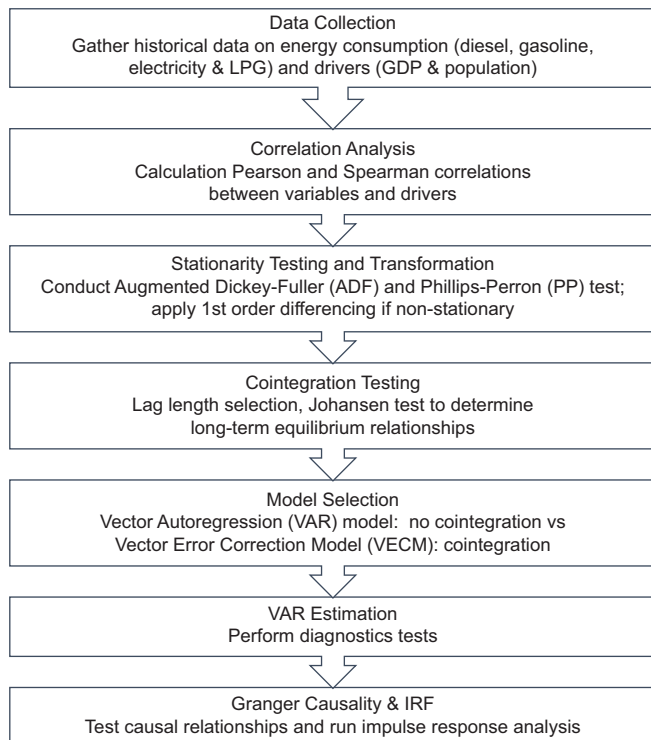 Data Collection
Gather historical data on energy consumption (diesel, gasoline,
electricity & LPG) and drivers (GDP & population)
Correlation Analysis
Calculation Pearson and Spearman correlations
between variables and drivers
Stationarity Testing and Transformation
Conduct Augmented Dickey-Fuller (ADF) and Phillips-Perron (PP) test;
apply 1st order differencing if non-stationary
Cointegration Testing
Lag length selection, Johansen test to determine
long-term equilibrium relationships
Model Selection
Vector Autoregression (VAR) model: no cointegration vs
Vector Error Correction Model (VECM): cointegration
VAR Estimation
Perform diagnostics tests
Granger Causality & IRF
Test causal relationships and run impulse response analysis